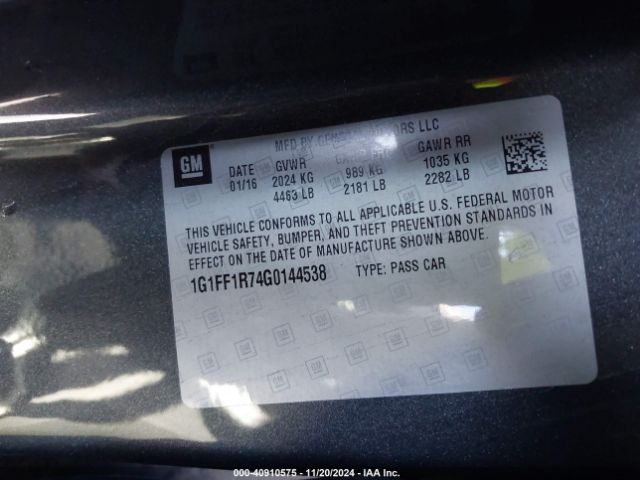 MFD BY GENERAL MOTORS LLC
GM
DATE GVWR GAWR FRT GAWR RR
01/16 2024 KG 989 KG 1035 KG
4463 LB 2181 LB 2282 LB
THIS VEHICLE CONFORMS TO ALL APPLICABLE U.S. FEDERAL MOTOR
VEHICLE SAFETY, BUMPER, AND THEFT PREVENTION STANDARDS IN
EFFECT ON THE DATE OF MANUFACTURE SHOWN ABOVE.
1G1FF1R74G0144538 TYPE: PASS CAR
000-40910575 - 11/20/2024 - IAA Inc.